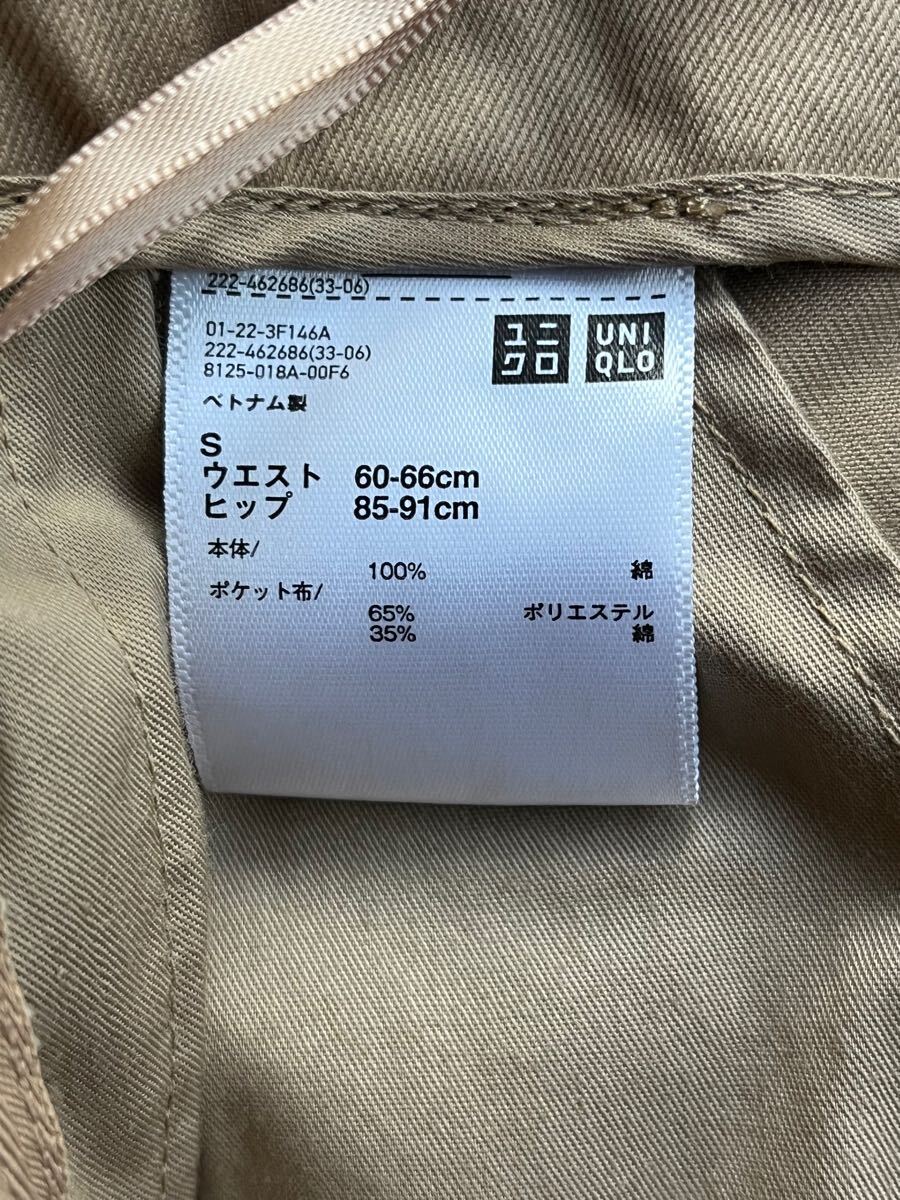 222-462686(33-06)
01-22-3F146A
222-462686(33-06)
8125-018A-00F6
ベトナム製
ユニ
クロ
UNI
QLO
S
ウエスト 60-66cm
ヒップ 85-91cm
本体/
100% 綿
ポケット布/
65% ポリエステル
35% 綿